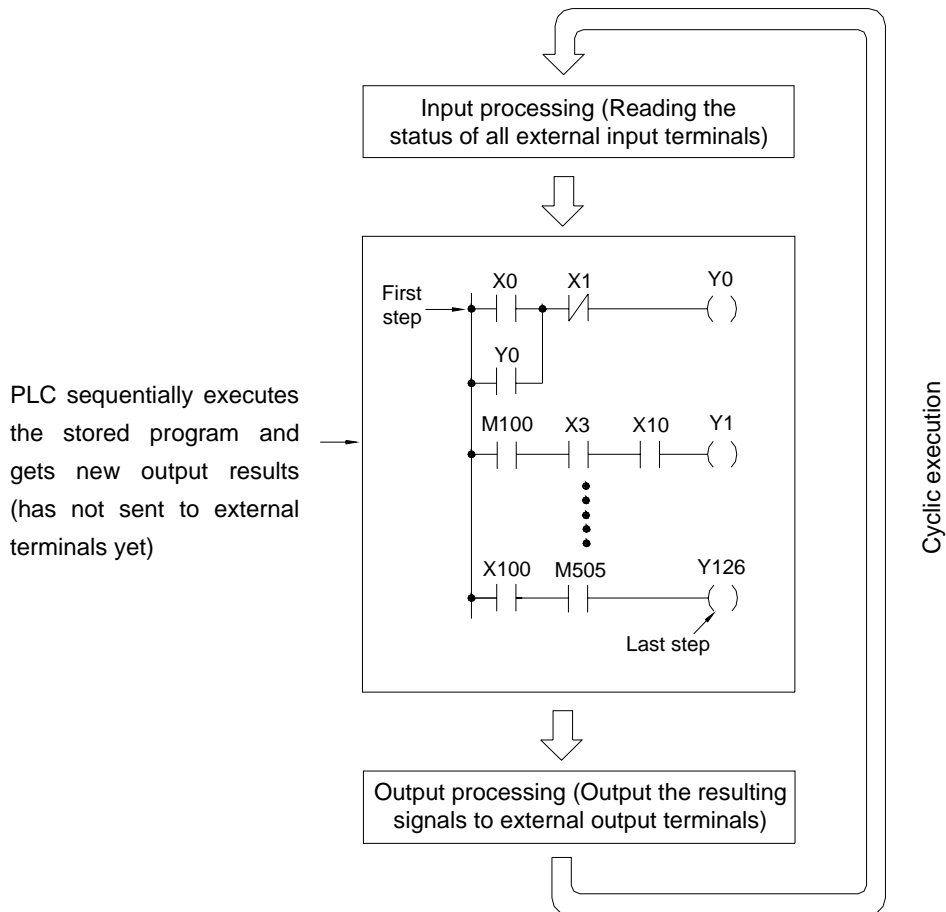 Input processing (Reading the
status of all external input terminals)
First
step
X0
X1
Y0
Y0
M100
X3
X10
Y1
X100
M505
Y126
Last step
PLC sequentially executes
the stored program and
gets new output results
(has not sent to external
terminals yet)
Cyclic execution
Output processing (Output the resulting
signals to external output terminals)